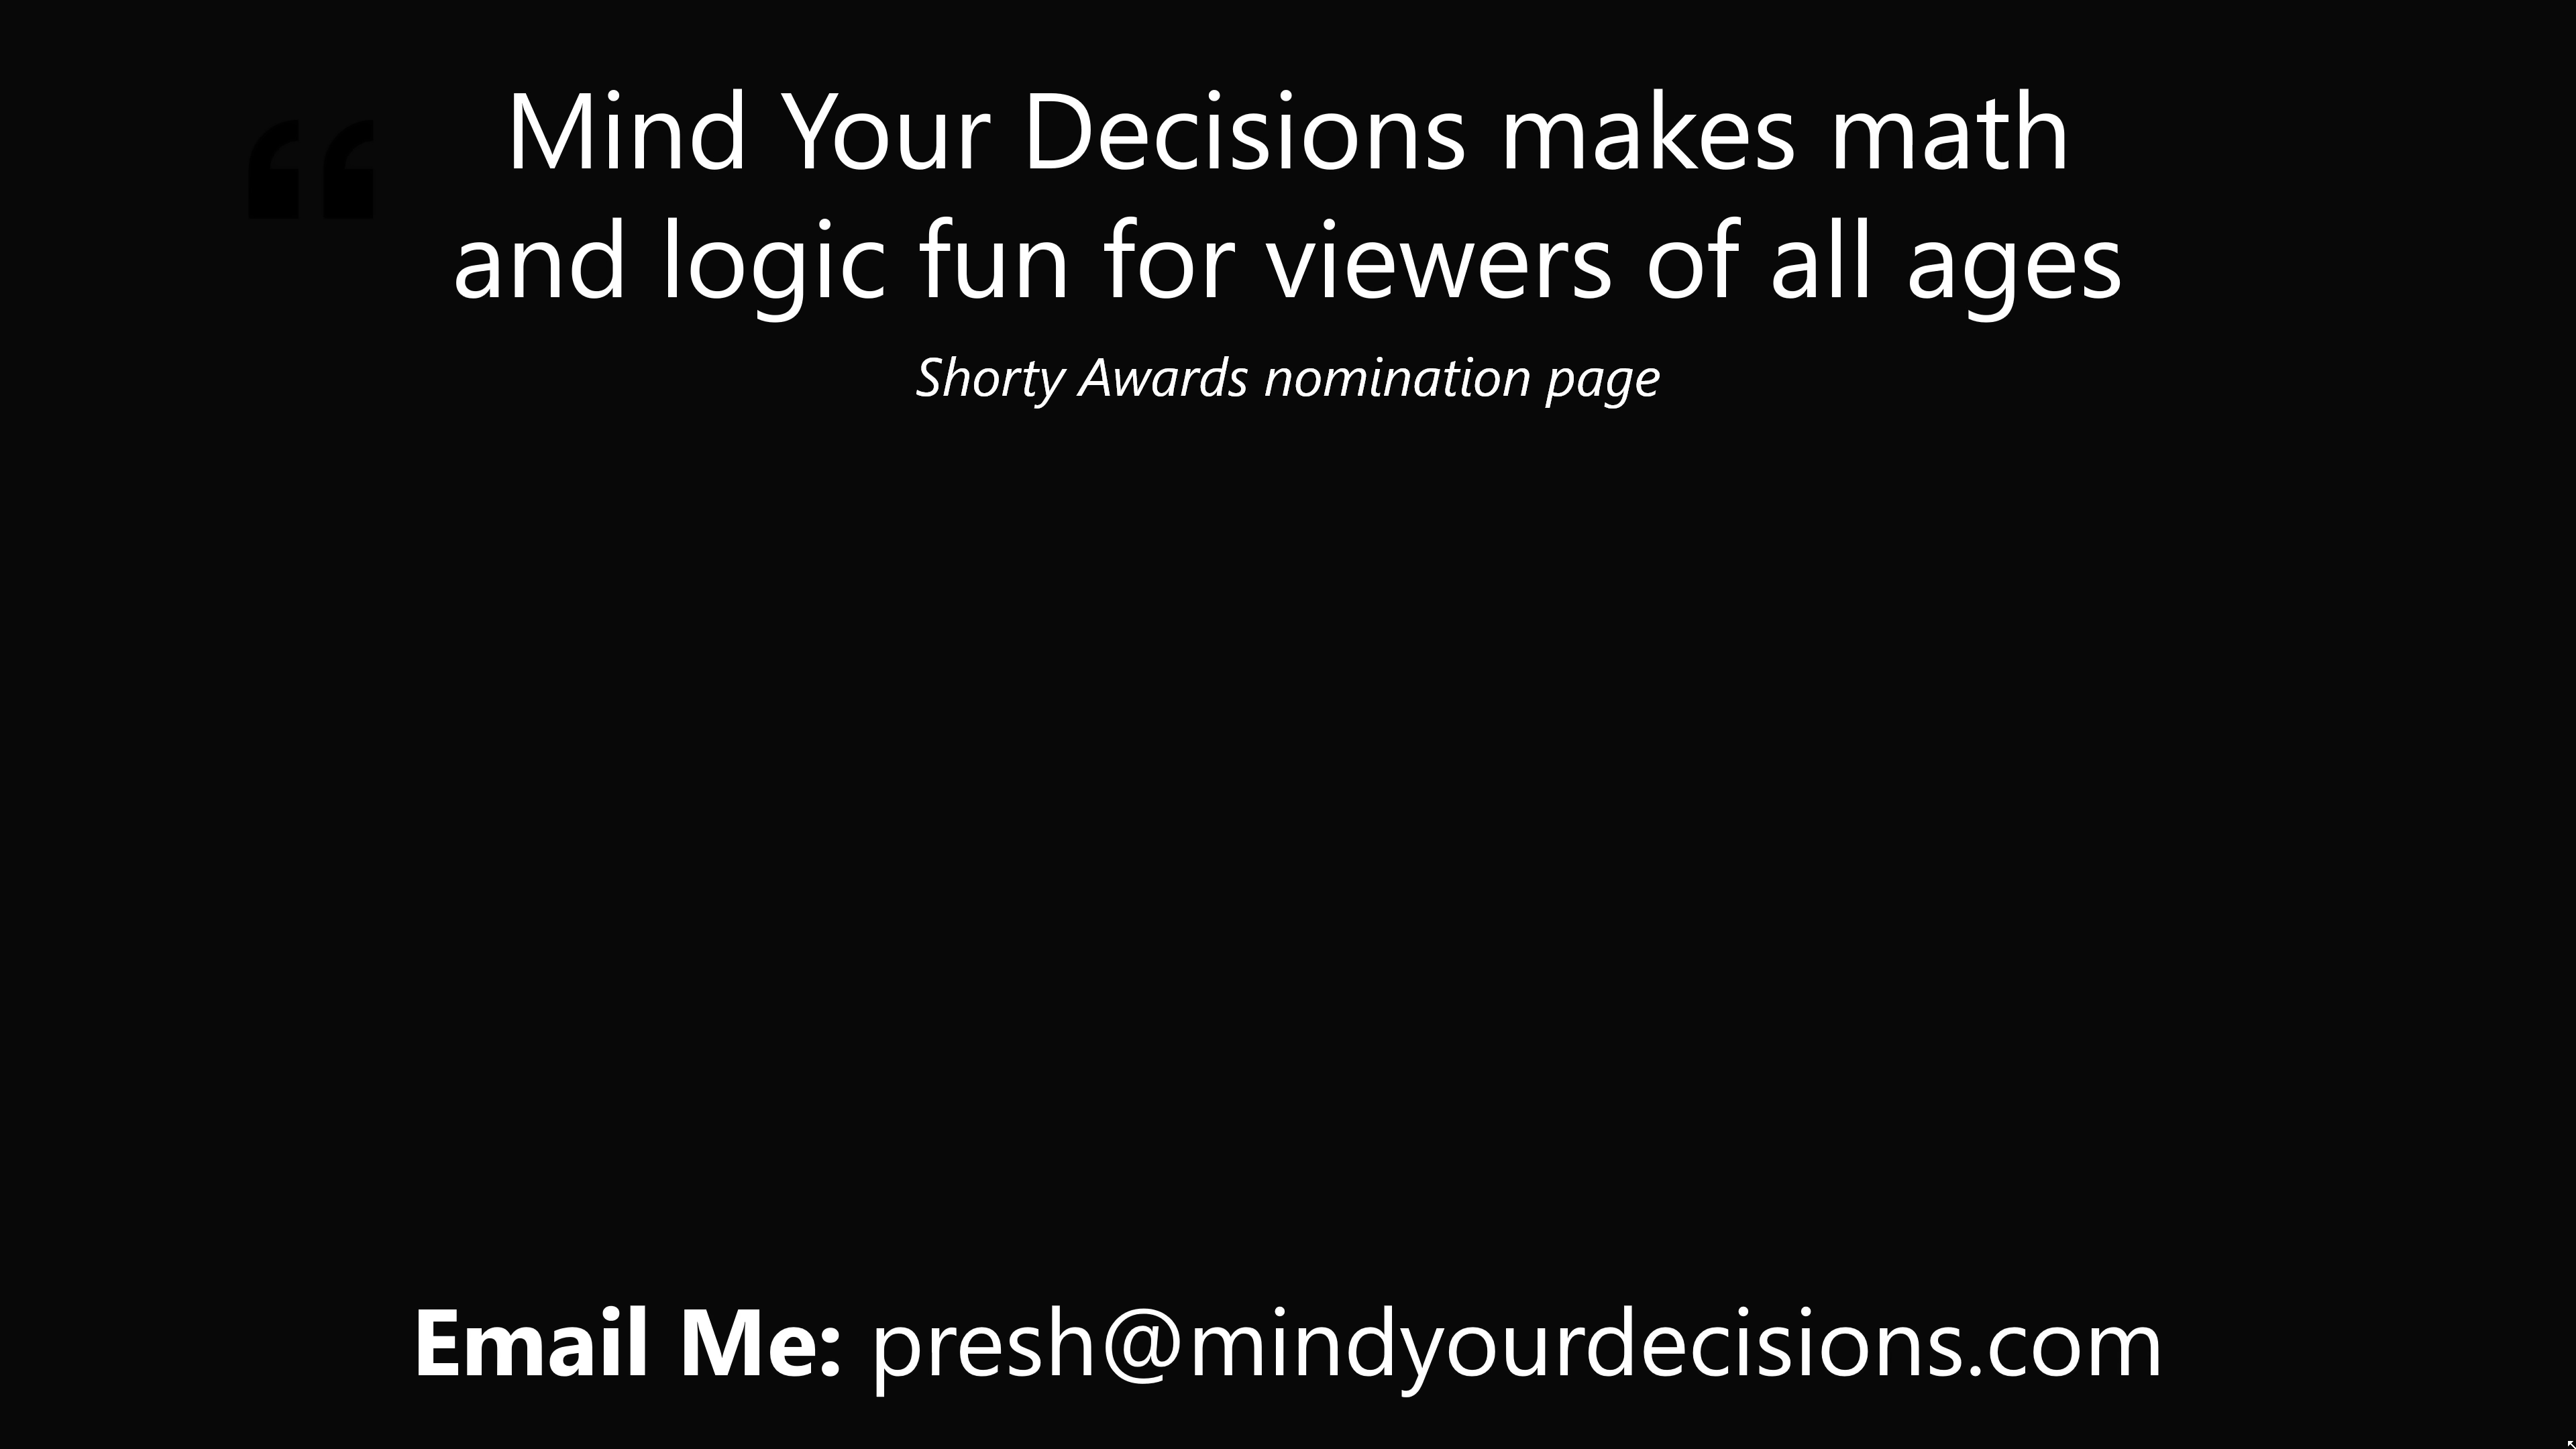 “
Mind Your Decisions makes math
and logic fun for viewers of all ages
Shorty Awards nomination page
Email Me: presh@mindyourdecisions.com